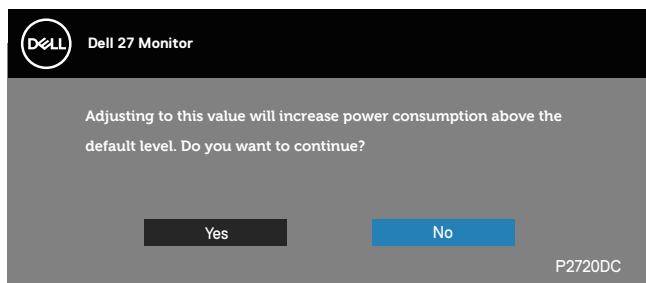 DELL
Dell 27 Monitor
Adjusting to this value will increase power consumption above the
default level. Do you want to continue?
Yes
No
P2720DC